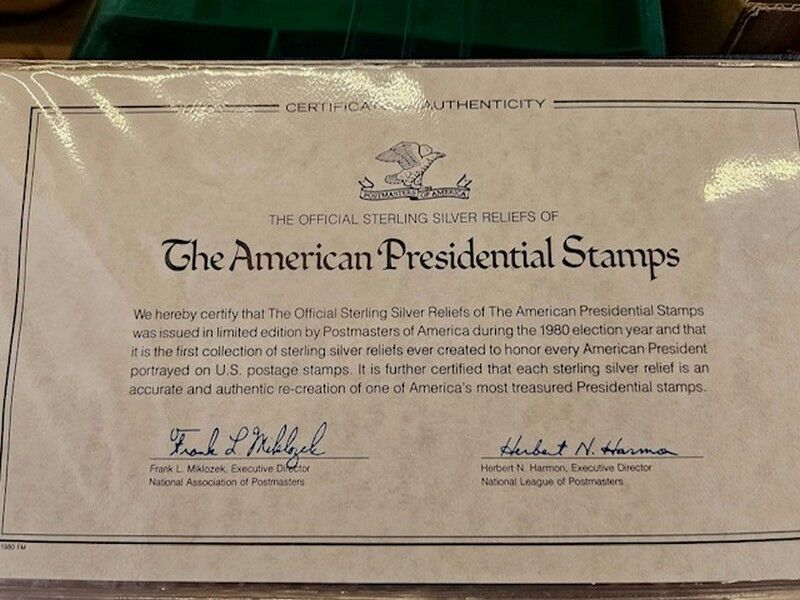 CERTIFICA AUTHENTICITY
POSTMASTERS OF AMERICA
THE OFFICIAL STERLING SILVER RELIEFS OF
The American Presidential Stamps
We hereby certify that The Official Sterling Silver Reliefs of The American Presidential Stamps
was issued in limited edition by Postmasters of America during the 1980 election year and that
it is the first collection of sterling silver reliefs ever created to honor every American President
portrayed on U.S. postage stamps. It is further certified that each sterling silver relief is an
accurate and authentic re-creation of one of America's most treasured Presidential stamps.
Frank L Miklozek
Frank L. Miklozek, Executive Director
National Association of Postmasters
Herbert N. Harmon
Herbert N. Harmon, Executive Director
National League of Postmasters
1980 FM